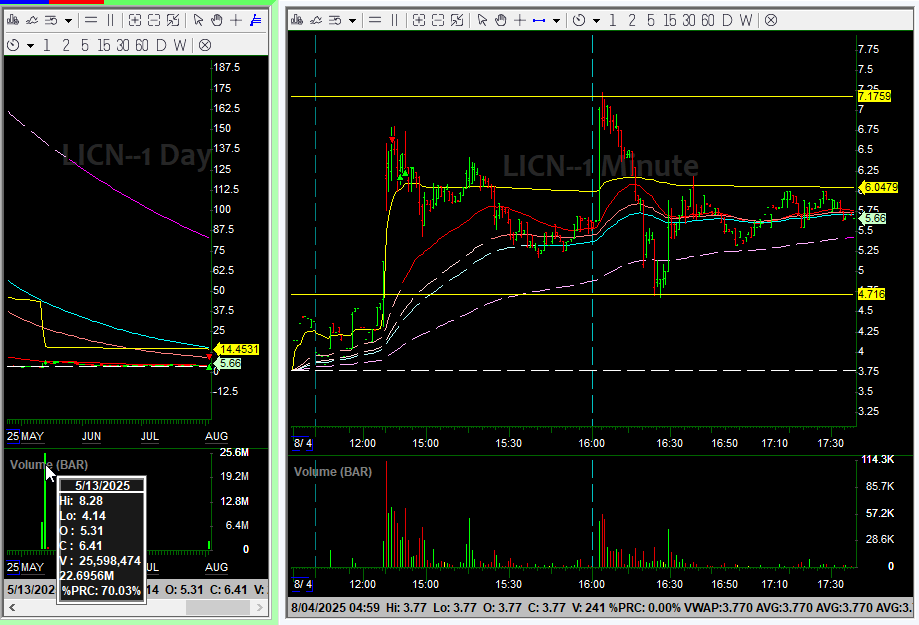 1 2 5 15 30 60 D W
LICN--1 Day
187.5
175
162.5
150
137.5
125
112.5
100
87.5
75
62.5
50
37.5
25
14.4531
5.66
0
-12.5
25 MAY JUN JUL AUG
Volume (BAR)
25.6M
19.2M
12.8M
6.4M
0
5/13/2025
Hi: 8.28
Lo: 4.14
O : 5.31
C : 6.41
V : 25,598,474
22.6956M
%PRC: 70.03%
25 MAY UL AUG
5/13/202 14 O: 5.31 C: 6.41 V:
1 2 5 15 30 60 D W
LICN--1 Minute
7.75
7.5
7.1759
7
6.75
6.5
6.25
6.0479
5.75
5.66
5.5
5.25
5
4.716
4.5
4.25
4
3.75
3.5
3.25
8/ 4 12:00 15:00 15:30 16:00 16:30 16:50 17:10 17:30
Volume (BAR)
114.3K
85.7K
57.2K
28.6K
0
8/ 4 12:00 15:00 15:30 16:00 16:30 16:50 17:10 17:30
8/04/2025 04:59 Hi: 3.77 Lo: 3.77 O: 3.77 C: 3.77 V: 241 %PRC: 0.00% VWAP:3.770 AVG:3.770 AVG:3.770 AVG:3.